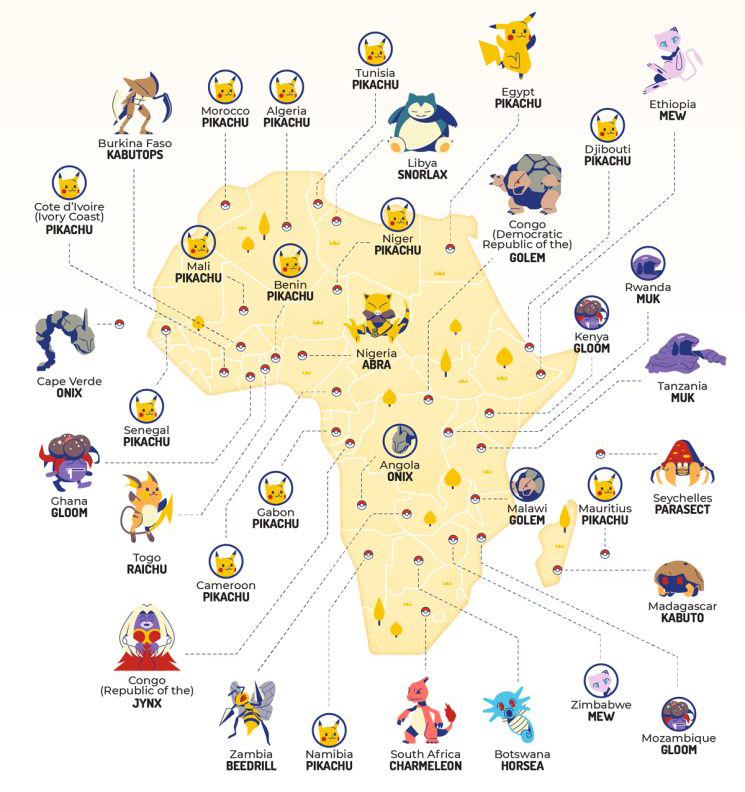 Tunisia
PIKACHU
Egypt
PIKACHU
Ethiopia
MEW
Morocco
PIKACHU
Algeria
PIKACHU
Burkina Faso
KABUTOPS
Libya
SNORLAX
Djibouti
PIKACHU
Cote d'Ivoire
(Ivory Coast)
PIKACHU
Congo
(Democratic
Republic of the)
GOLEM
Niger
PIKACHU
Mali
PIKACHU
Benin
PIKACHU
Rwanda
MUK
Kenya
GLOOM
Nigeria
ABRA
Cape Verde
ONIX
Tanzania
MUK
Senegal
PIKACHU
Angola
ONIX
Ghana
GLOOM
Gabon
PIKACHU
Malawi
GOLEM
Mauritius
PIKACHU
Seychelles
PARASECT
Togo
RAICHU
Cameroon
PIKACHU
Madagascar
KABUTO
Congo
(Republic of the)
JYNX
Zimbabwe
MEW
Mozambique
GLOOM
Zambia
BEEDRILL
Namibia
PIKACHU
South Africa
CHARMELEON
Botswana
HORSEA